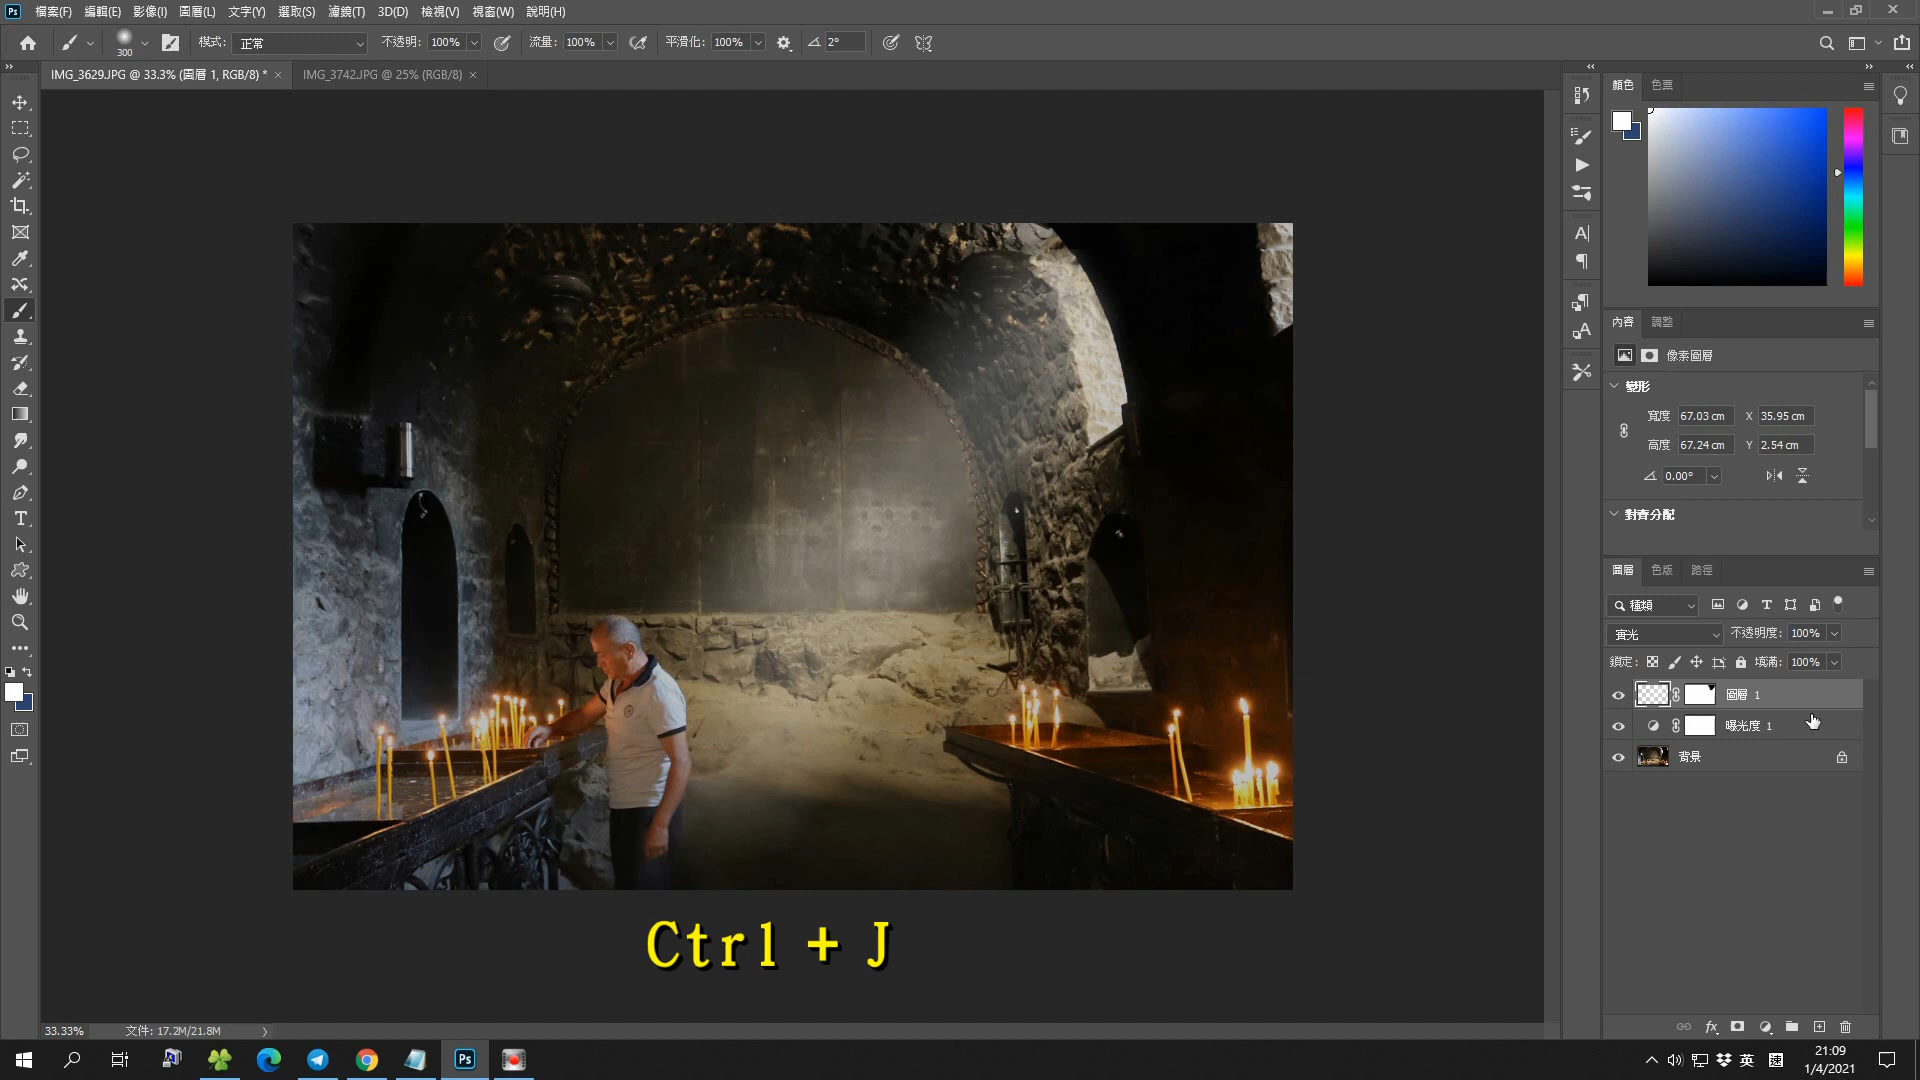 Ps 檔案(F) 編輯(E) 影像(I) 圖層(L) 文字(Y) 選取(S) 濾鏡(T) 3D(D) 檢視(V) 視窗(W) 說明(H)
300 模式: 正常 不透明: 100% 流量: 100% 平滑化: 100% 2°
IMG_3629.JPG @ 33.3% (圖層 1, RGB/8) * × IMG_3742.JPG @ 25% (RGB/8) ×
顏色 色票
內容 調整
像素圖層
變形
寬度 67.03 cm X 35.95 cm
高度 67.24 cm Y 2.54 cm
0.00°
對齊分配
圖層 色版 路徑
種類
實光 不透明度: 100%
鎖定: 填滿: 100%
圖層 1
曝光度 1
背景
Ctrl + J
33.33% 文件: 17.2M/21.8M
fx
Ps 英 速 21:09
1/4/2021